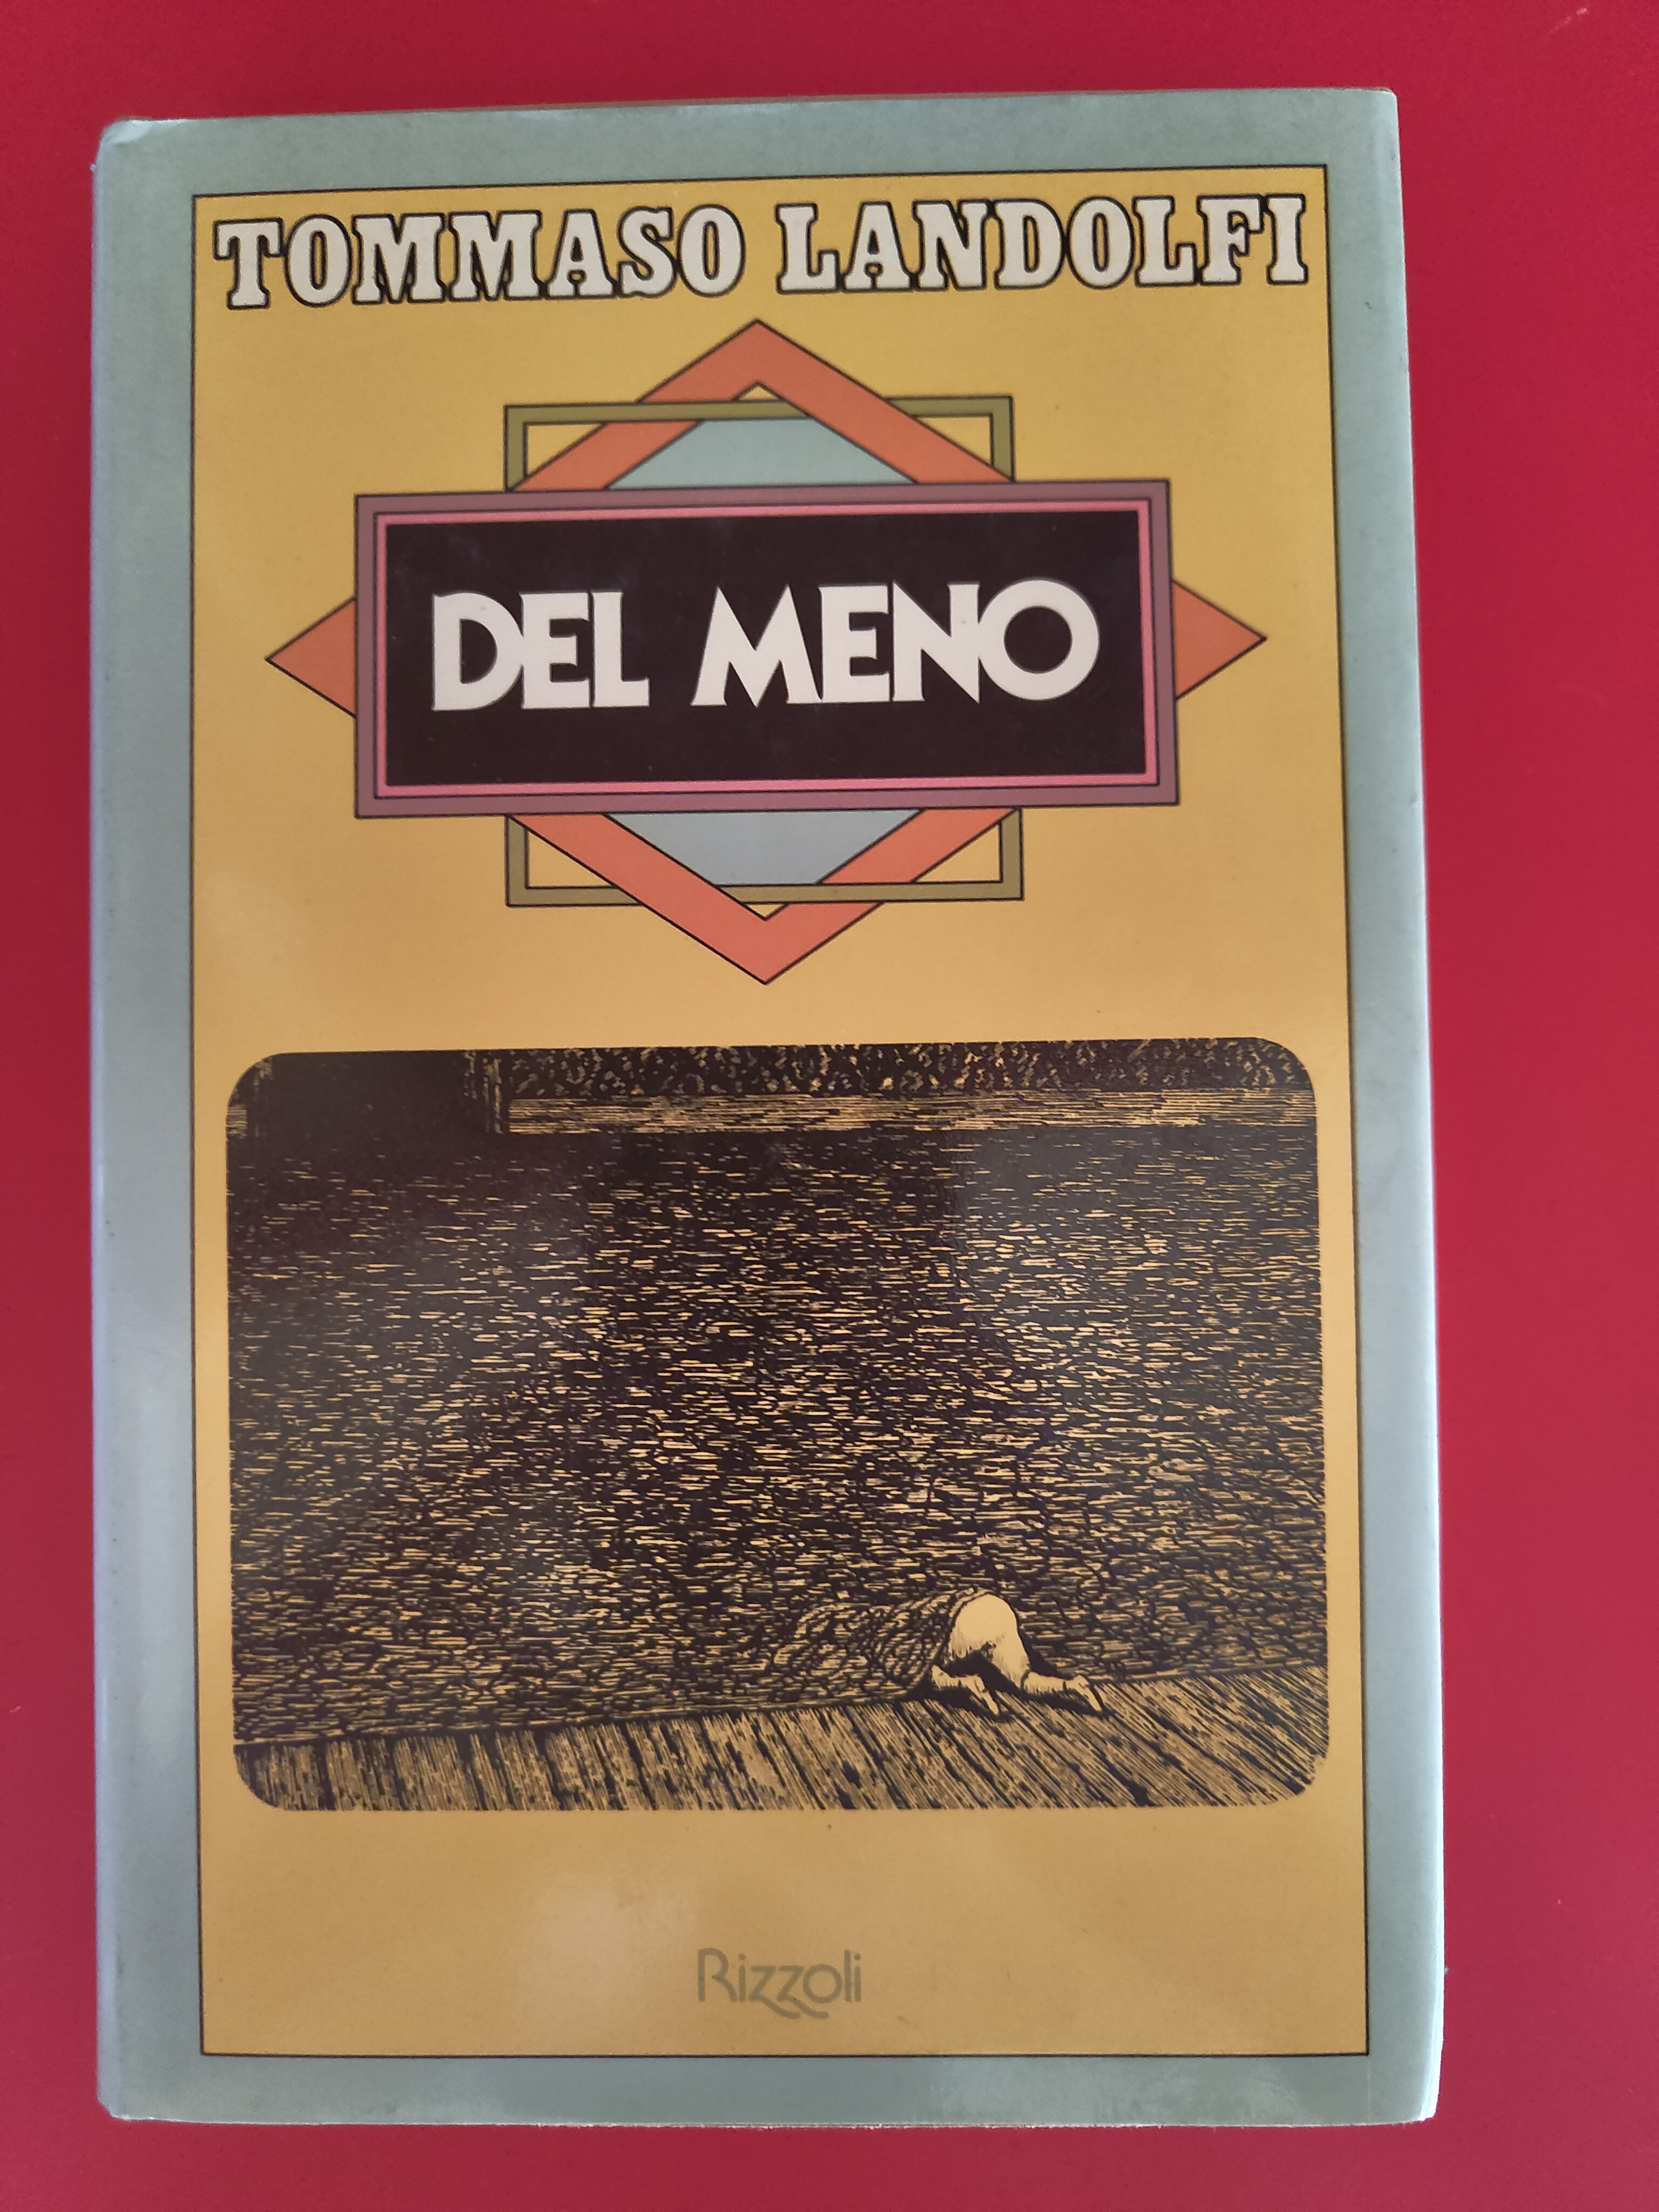 TOMMASO LANDOLFI
DEL MENO
Rizzoli